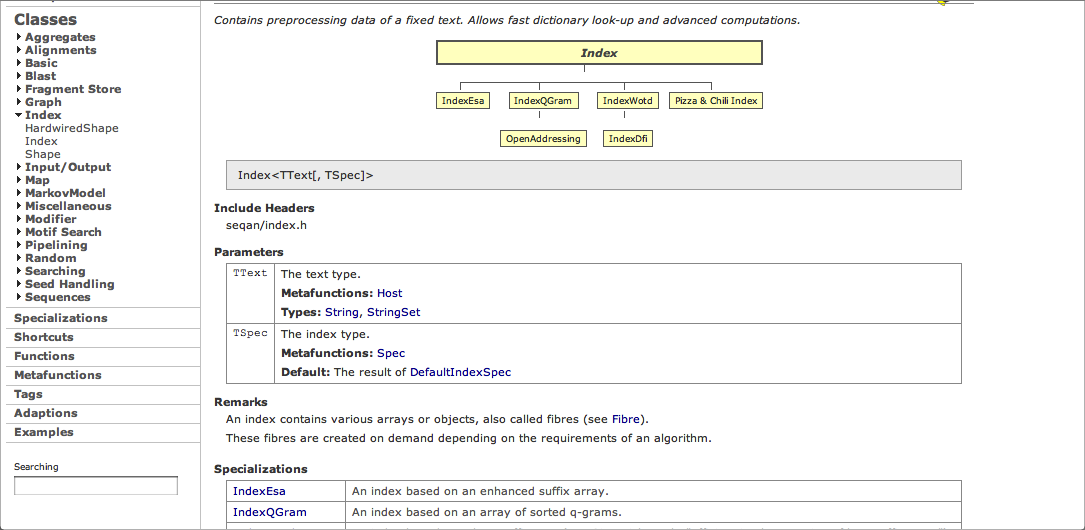 Classes
Aggregates
Alignments
Basic
Blast
Fragment Store
Graph
Index
HardwiredShape
Index
Shape
Input/Output
Map
MarkovModel
Miscellaneous
Modifier
Motif Search
Pipelining
Random
Searching
Seed Handling
Sequences
Specializations
Shortcuts
Functions
Metafunctions
Tags
Adaptions
Examples
Searching
Contains preprocessing data of a fixed text. Allows fast dictionary look-up and advanced computations.
Index
IndexEsa IndexQGram IndexWotd Pizza & Chili Index
OpenAddressing IndexDfi
Index<TText[, TSpec]>
Include Headers
seqan/index.h
Parameters
TText The text type.
Metafunctions: Host
Types: String, StringSet
TSpec The index type.
Metafunctions: Spec
Default: The result of DefaultIndexSpec
Remarks
An index contains various arrays or objects, also called fibres (see Fibre).
These fibres are created on demand depending on the requirements of an algorithm.
Specializations
IndexEsa An index based on an enhanced suffix array.
IndexQGram An index based on an array of sorted q-grams.